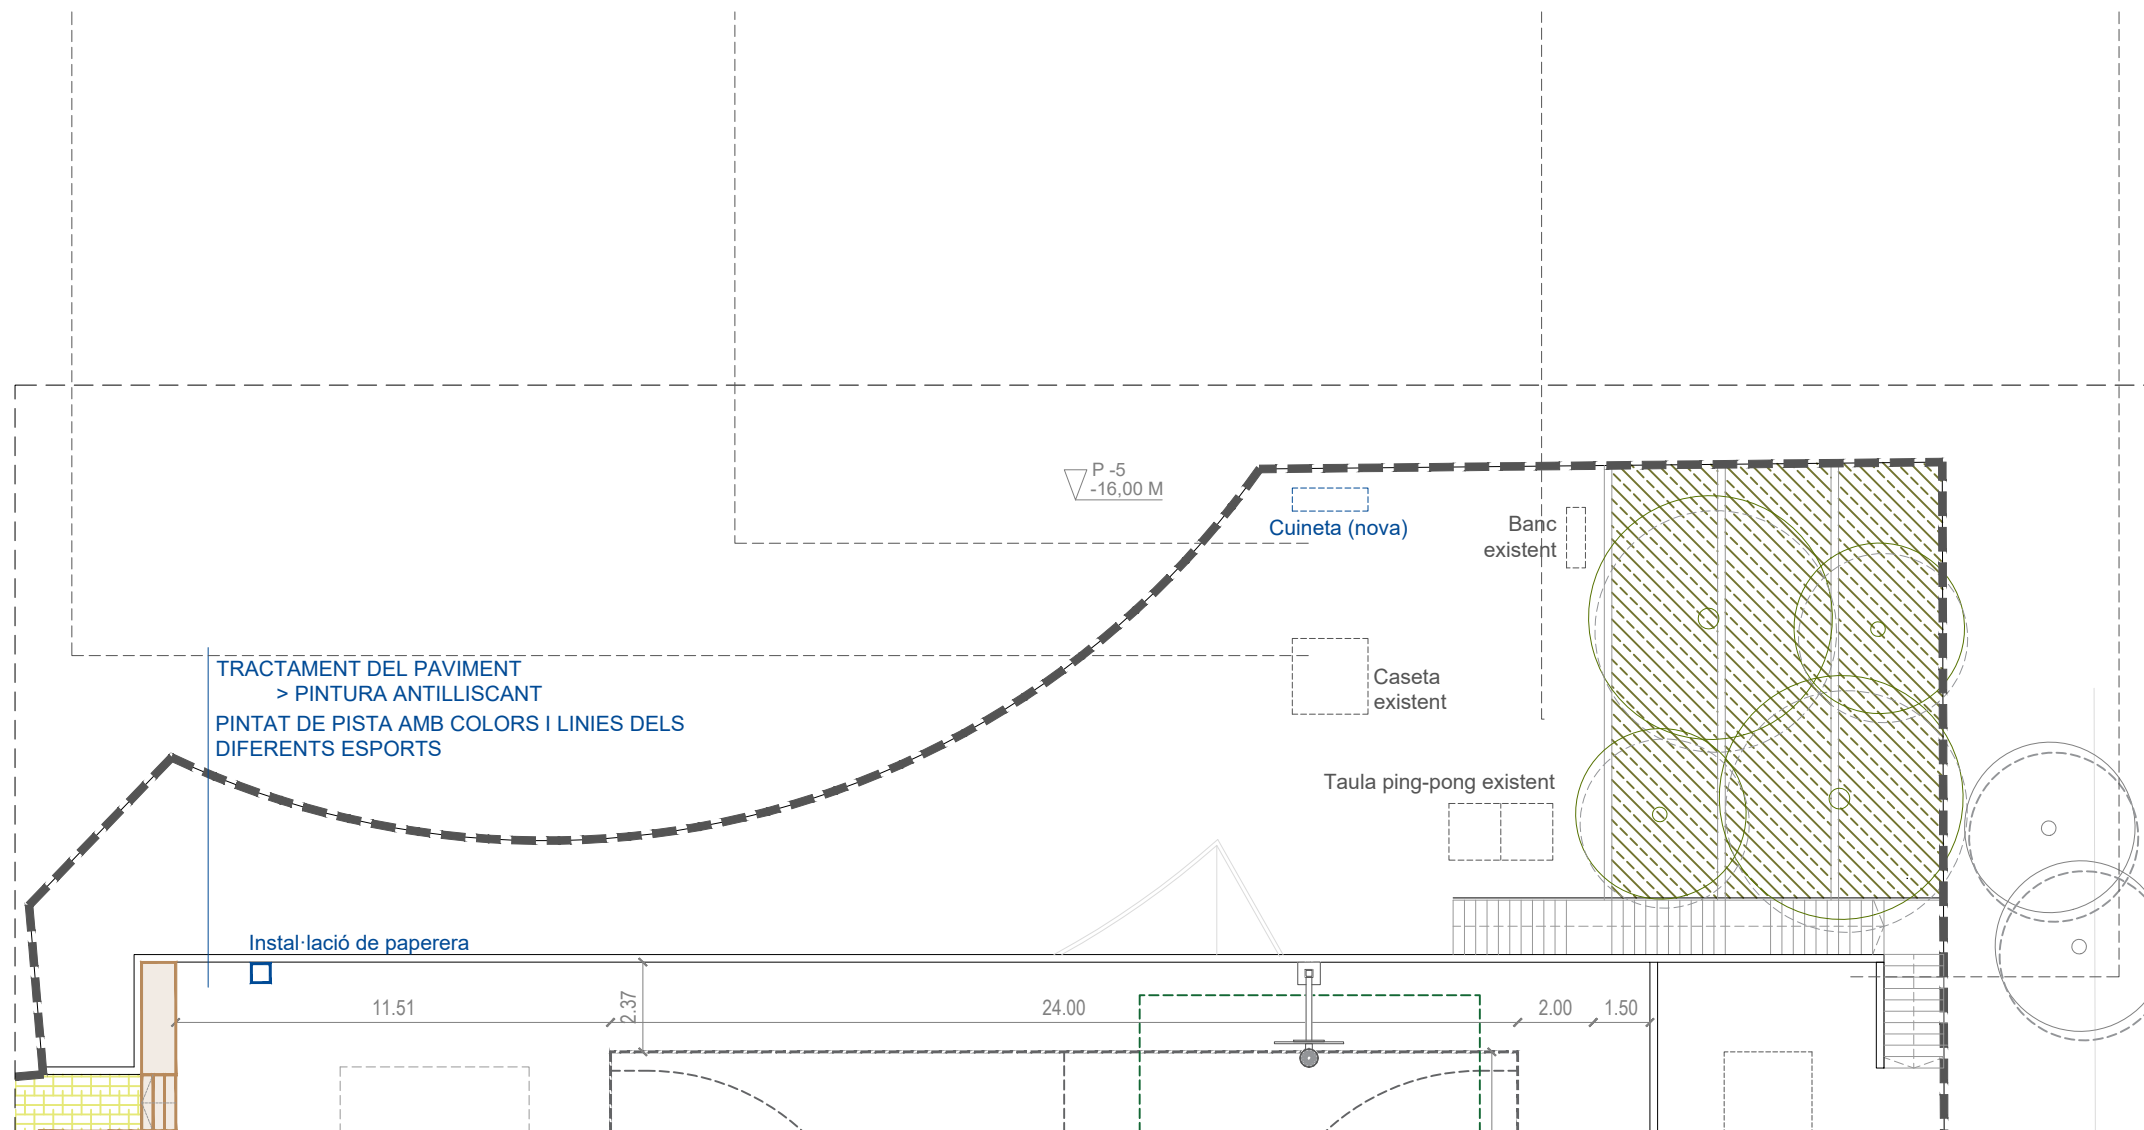 P -5
-16,00 M
Cuineta (nova)
Banc
existent
TRACTAMENT DEL PAVIMENT
> PINTURA ANTILLISCANT
PINTAT DE PISTA AMB COLORS I LINIES DELS
DIFERENTS ESPORTS
Caseta
existent
Taula ping-pong existent
Instal·lació de paperera
11.51
2.37
24.00
2.00
1.50